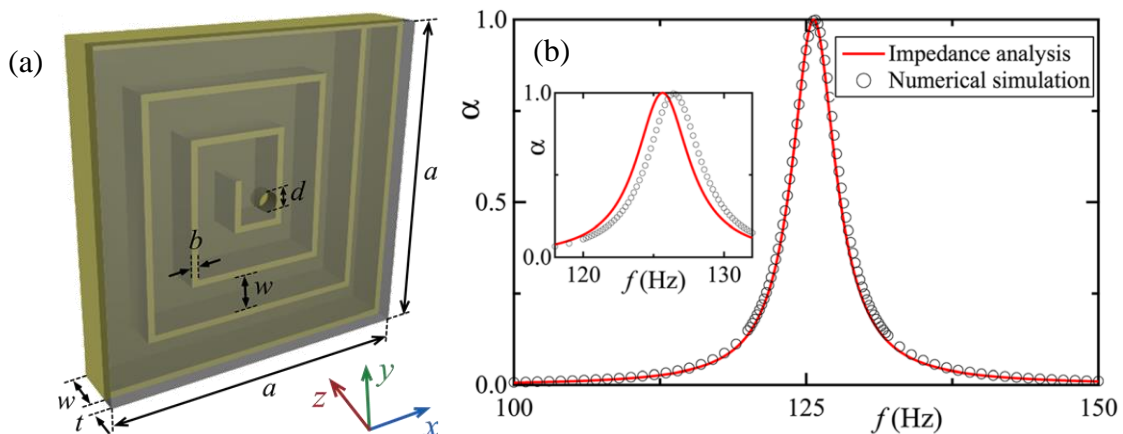 (a)
a
d
b
w
a
w
t
z
y
x
(b)
1.0
α
0.5
0.0
100
125
f (Hz)
150
Impedance analysis
Numerical simulation
1.0
α
0.0
120
f (Hz)
130